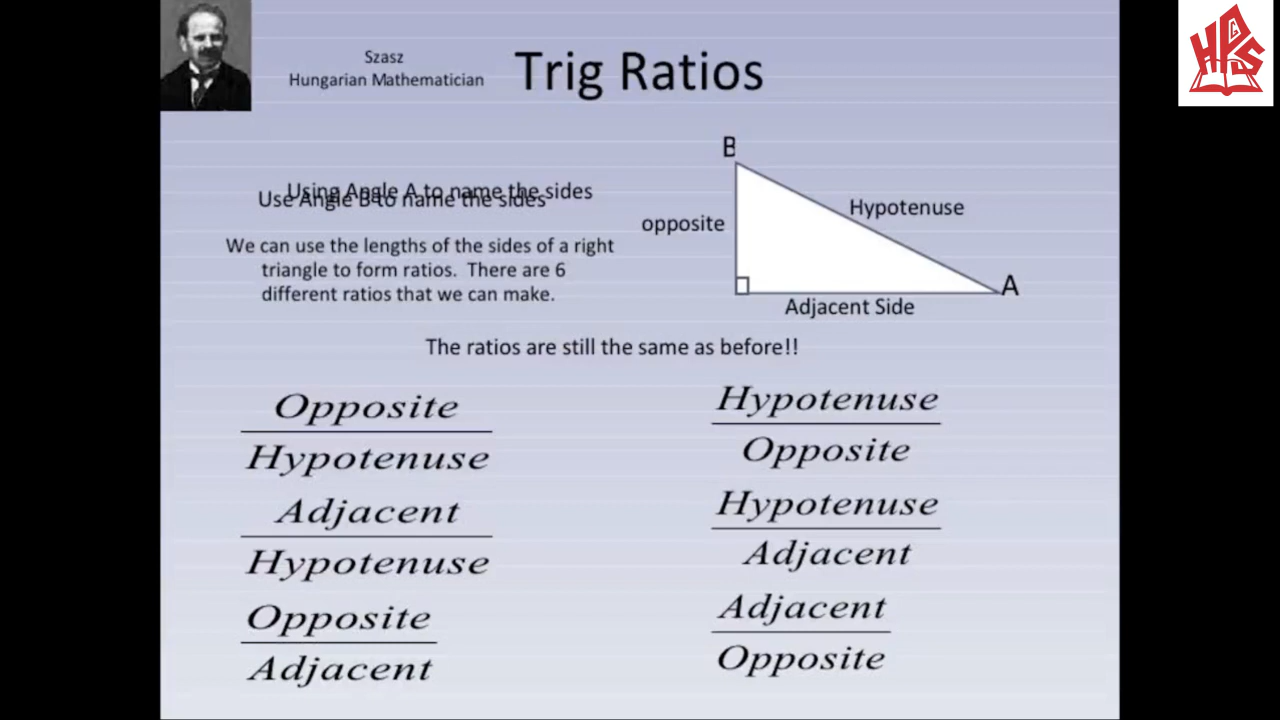 Szasz
Hungarian Mathematician
Trig Ratios
HPCS
B
Using Angle A to name the sides
Use Angle B to name the sides
opposite
Hypotenuse
We can use the lengths of the sides of a right
triangle to form ratios. There are 6
different ratios that we can make.
A
Adjacent Side
The ratios are still the same as before!!
Opposite
Hypotenuse
Hypotenuse
Opposite
Adjacent
Hypotenuse
Hypotenuse
Adjacent
Opposite
Adjacent
Adjacent
Opposite